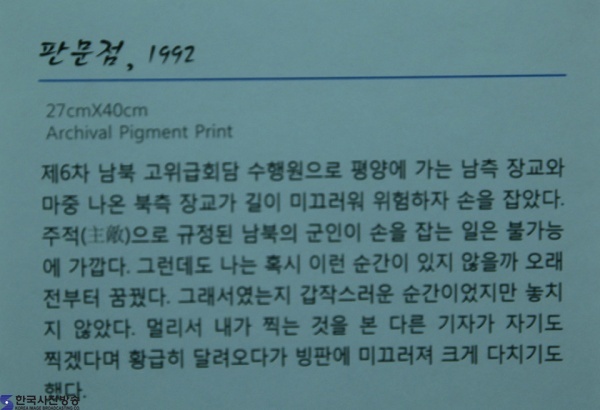 판문점, 1992
27cmX40cm
Archival Pigment Print
제6차 남북 고위급회담 수행원으로 평양에 가는 남측 장교와
마중 나온 북측 장교가 길이 미끄러워 위험하자 손을 잡았다.
주적(主敵)으로 규정된 남북의 군인이 손을 잡는 일은 불가능
에 가깝다. 그런데도 나는 혹시 이런 순간이 있지 않을까 오래
전부터 꿈꿨다. 그래서였는지 갑작스러운 순간이었지만 놓치
지 않았다. 멀리서 내가 찍는 것을 본 다른 기자가 자기도
찍겠다며 황급히 달려오다가 빙판에 미끄러져 크게 다치기도
했다.
한국사진방송
KOREA IMAGE BROADCASTING CO